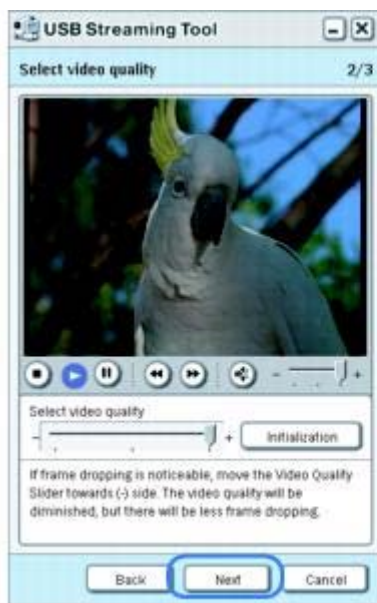 USB Streaming Tool
Select video quality 2/3
Select video quality
- + Initialization
If frame dropping is noticeable, move the Video Quality
Slider towards (-) side. The video quality will be
diminished, but there will be less frame dropping.
Back Next Cancel